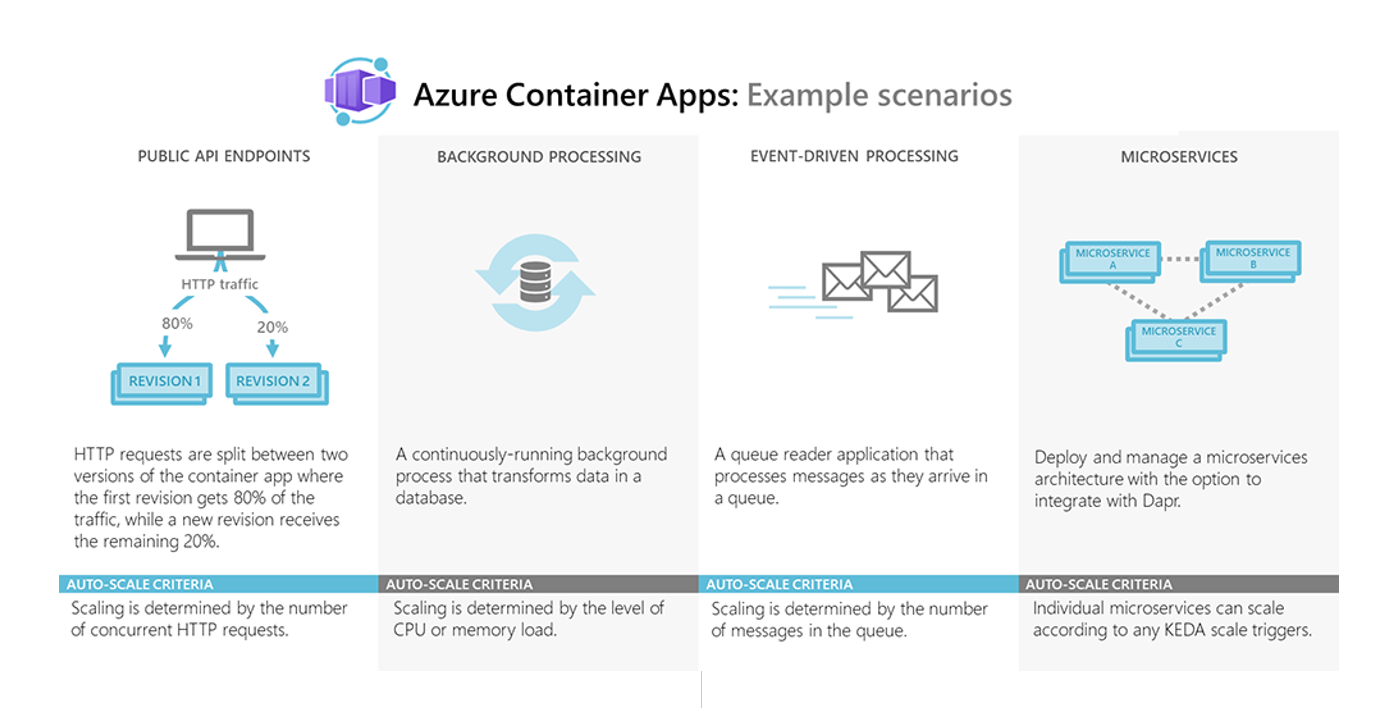 Azure Container Apps: Example scenarios
PUBLIC API ENDPOINTS
HTTP traffic
80%
20%
REVISION 1
REVISION 2
HTTP requests are split between two
versions of the container app where
the first revision gets 80% of the
traffic, while a new revision receives
the remaining 20%.
AUTO-SCALE CRITERIA
Scaling is determined by the number
of concurrent HTTP requests.
BACKGROUND PROCESSING
A continuously-running background
process that transforms data in a
database.
AUTO-SCALE CRITERIA
Scaling is determined by the level of
CPU or memory load.
EVENT-DRIVEN PROCESSING
A queue reader application that
processes messages as they arrive in
a queue.
AUTO-SCALE CRITERIA
Scaling is determined by the number
of messages in the queue.
MICROSERVICES
MICROSERVICE
A
MICROSERVICE
B
MICROSERVICE
C
Deploy and manage a microservices
architecture with the option to
integrate with Dapr.
AUTO-SCALE CRITERIA
Individual microservices can scale
according to any KEDA scale triggers.